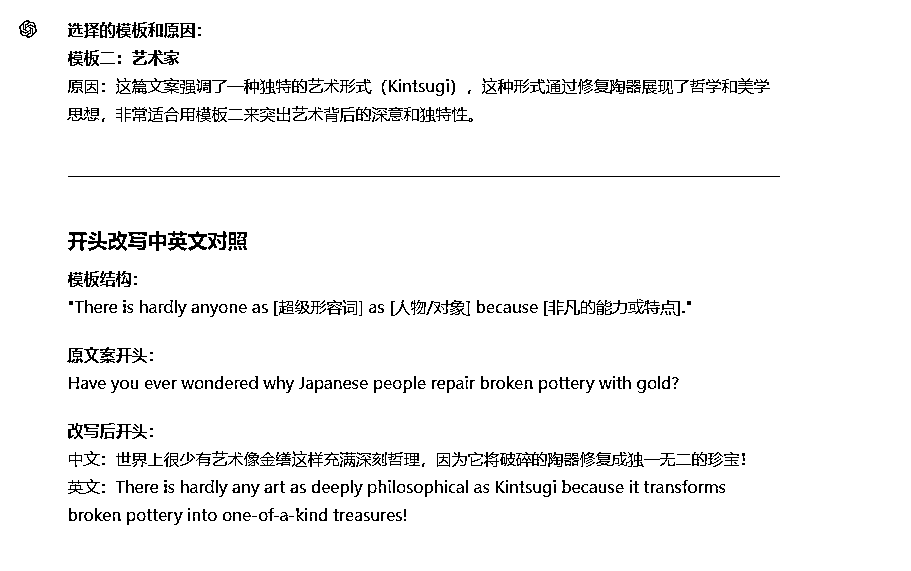 选择的模板和原因：
模板二：艺术家
原因：这篇文案强调了一种独特的艺术形式（Kintsugi），这种形式通过修复陶器展现了哲学和美学
思想，非常适合用模板二来突出艺术背后的深意和独特性。
开头改写中英文对照
模板结构：
"There is hardly anyone as [超级形容词] as [人物/对象] because [非凡的能力或特点]."
原文案开头：
Have you ever wondered why Japanese people repair broken pottery with gold?
改写后开头：
中文：世界上很少有艺术像金缮这样充满深刻哲理，因为它将破碎的陶器修复成独一无二的珍宝！
英文：There is hardly any art as deeply philosophical as Kintsugi because it transforms
broken pottery into one-of-a-kind treasures!